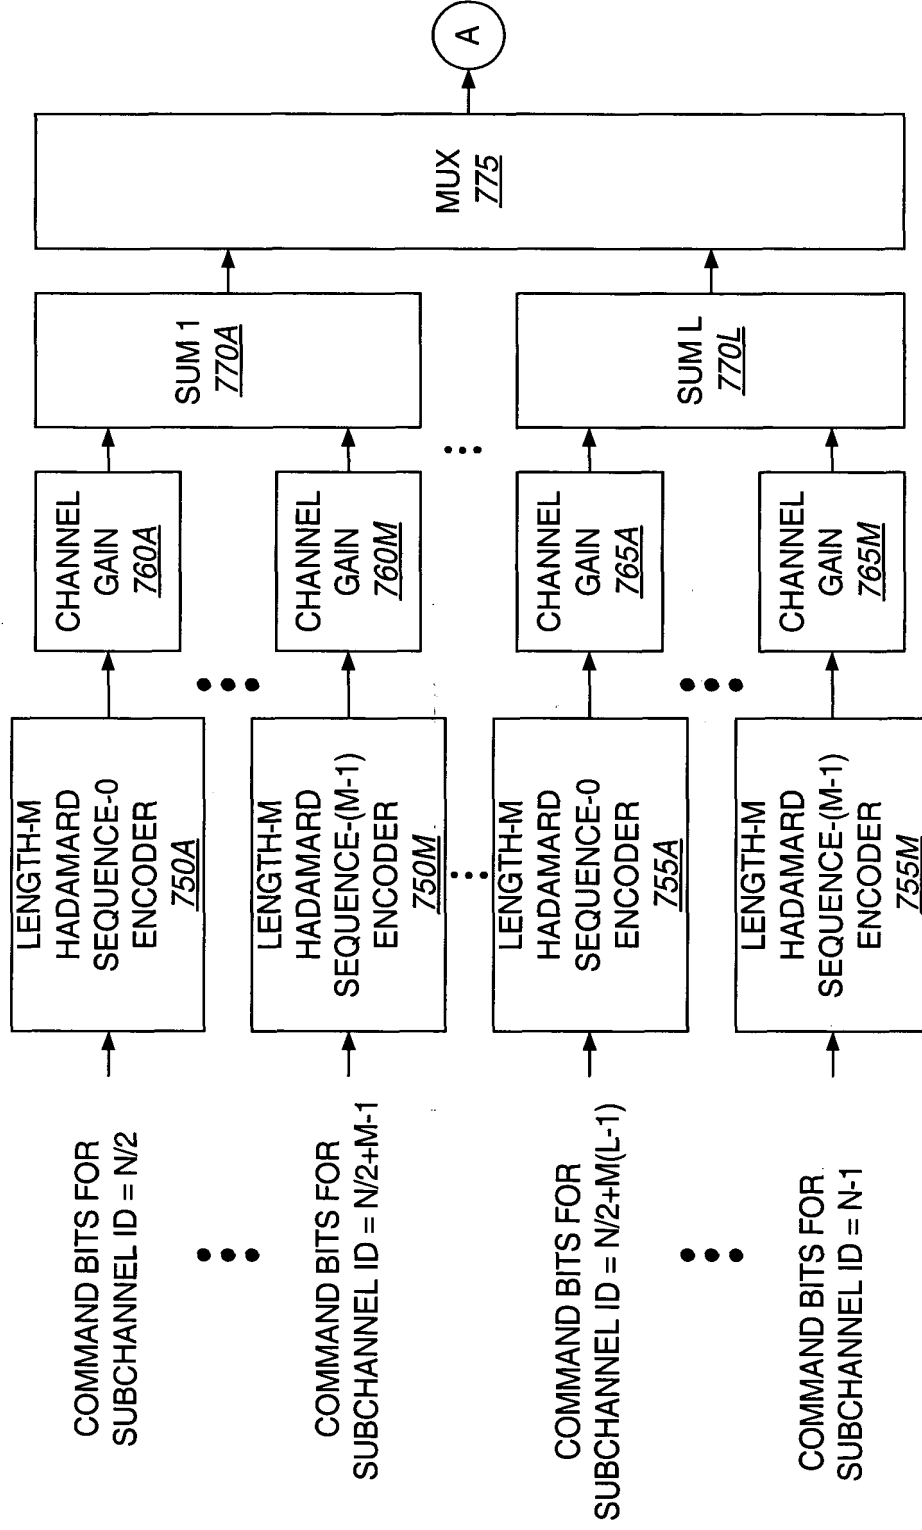 COMMAND BITS FOR
SUBCHANNEL ID = N/2
LENGTH-M
HADAMARD
SEQUENCE-0
ENCODER
750A
CHANNEL
GAIN
760A
COMMAND BITS FOR
SUBCHANNEL ID = N/2+M-1
LENGTH-M
HADAMARD
SEQUENCE-(M-1)
ENCODER
750M
CHANNEL
GAIN
760M
SUM 1
770A
COMMAND BITS FOR
SUBCHANNEL ID = N/2+M(L-1)
LENGTH-M
HADAMARD
SEQUENCE-0
ENCODER
755A
CHANNEL
GAIN
765A
COMMAND BITS FOR
SUBCHANNEL ID = N-1
LENGTH-M
HADAMARD
SEQUENCE-(M-1)
ENCODER
755M
CHANNEL
GAIN
765M
SUM L
770L
MUX
775
A